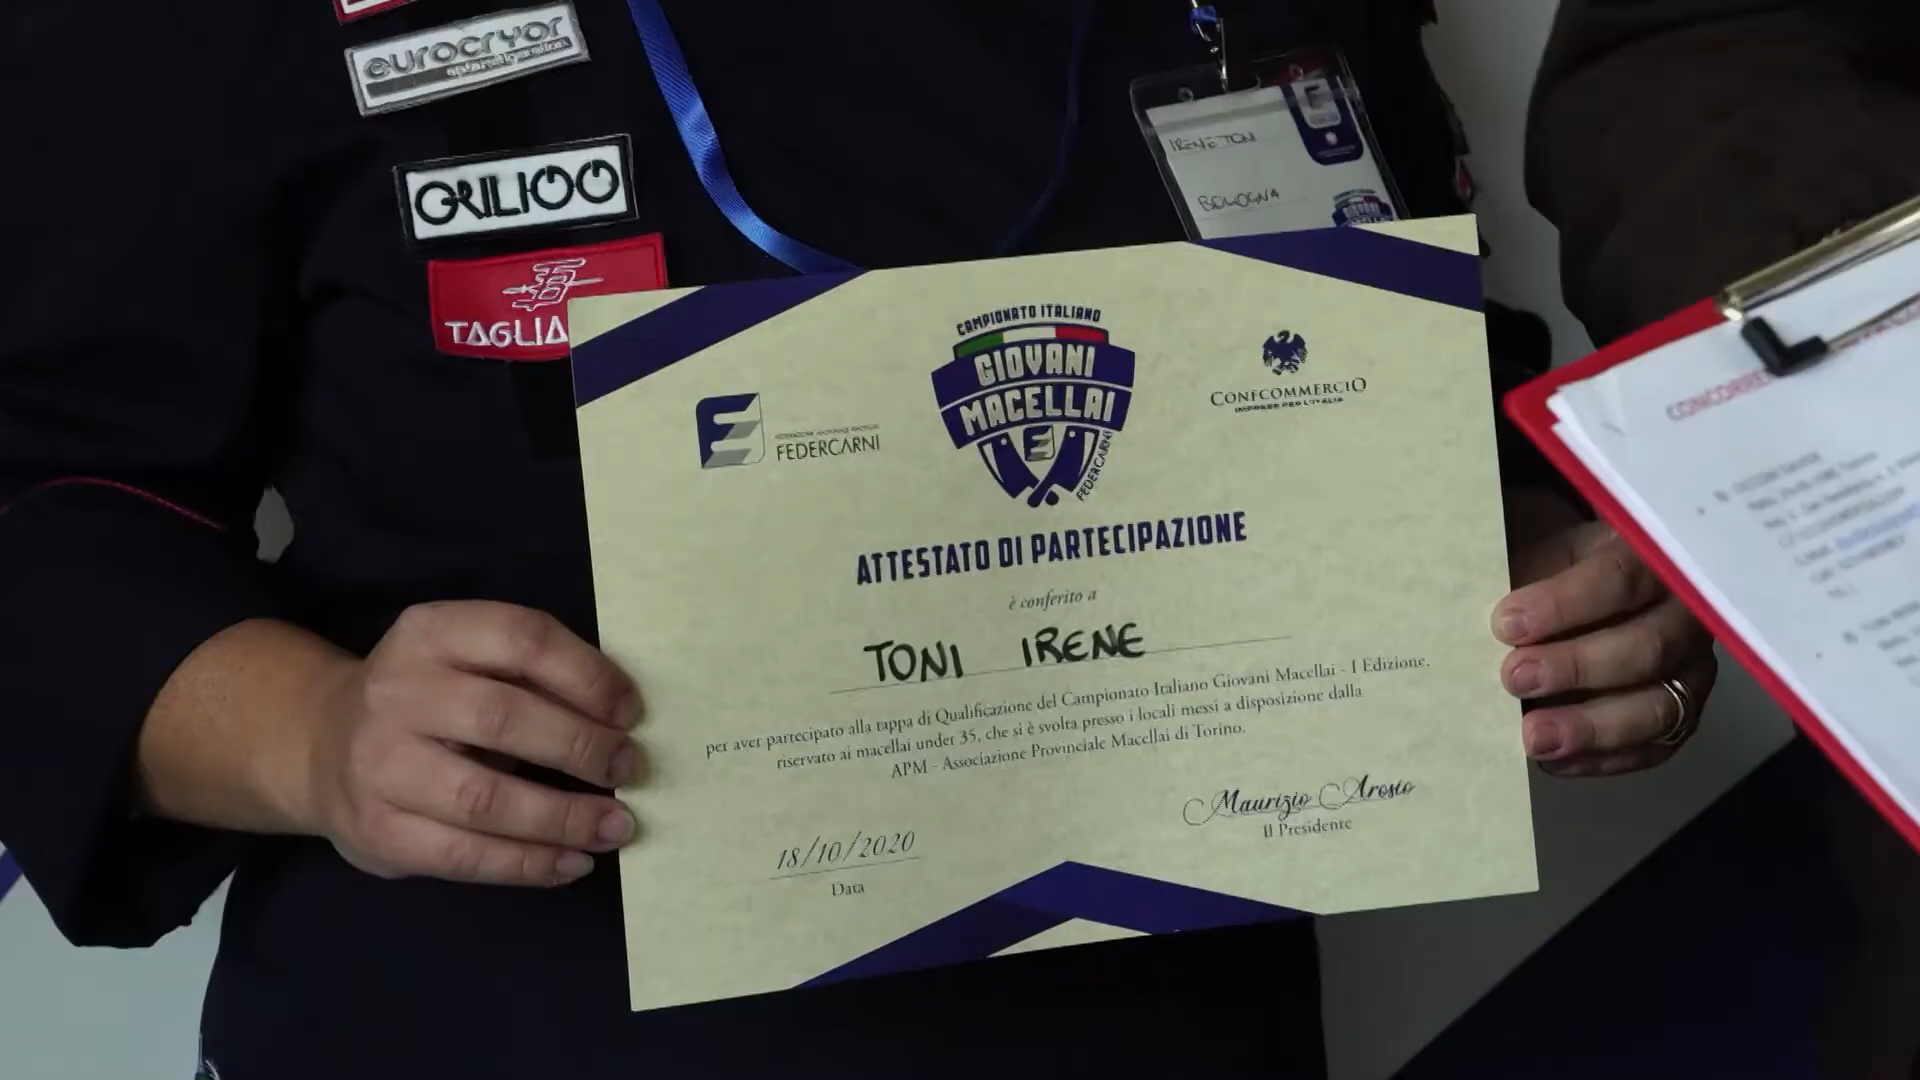 eurocryor
GRILIOO
TAGLIA
IRENE TONI
BOLOGNA
CAMPIONATO ITALIANO
GIOVANI
MACELLAI
FEDERCARNI
FEDERAZIONE NAZIONALE MACELLAI
FEDERCARNI
CONFCOMMERCIO
IMPRESE PER L'ITALIA
ATTESTATO DI PARTECIPAZIONE
è conferito a
TONI IRENE
per aver partecipato alla tappa di Qualificazione del Campionato Italiano Giovani Macellai - I Edizione,
riservato ai macellai under 35, che si è svolta presso i locali messi a disposizione dalla
APM - Associazione Provinciale Macellai di Torino.
18/10/2020
Data
Maurizio Arosio
Il Presidente